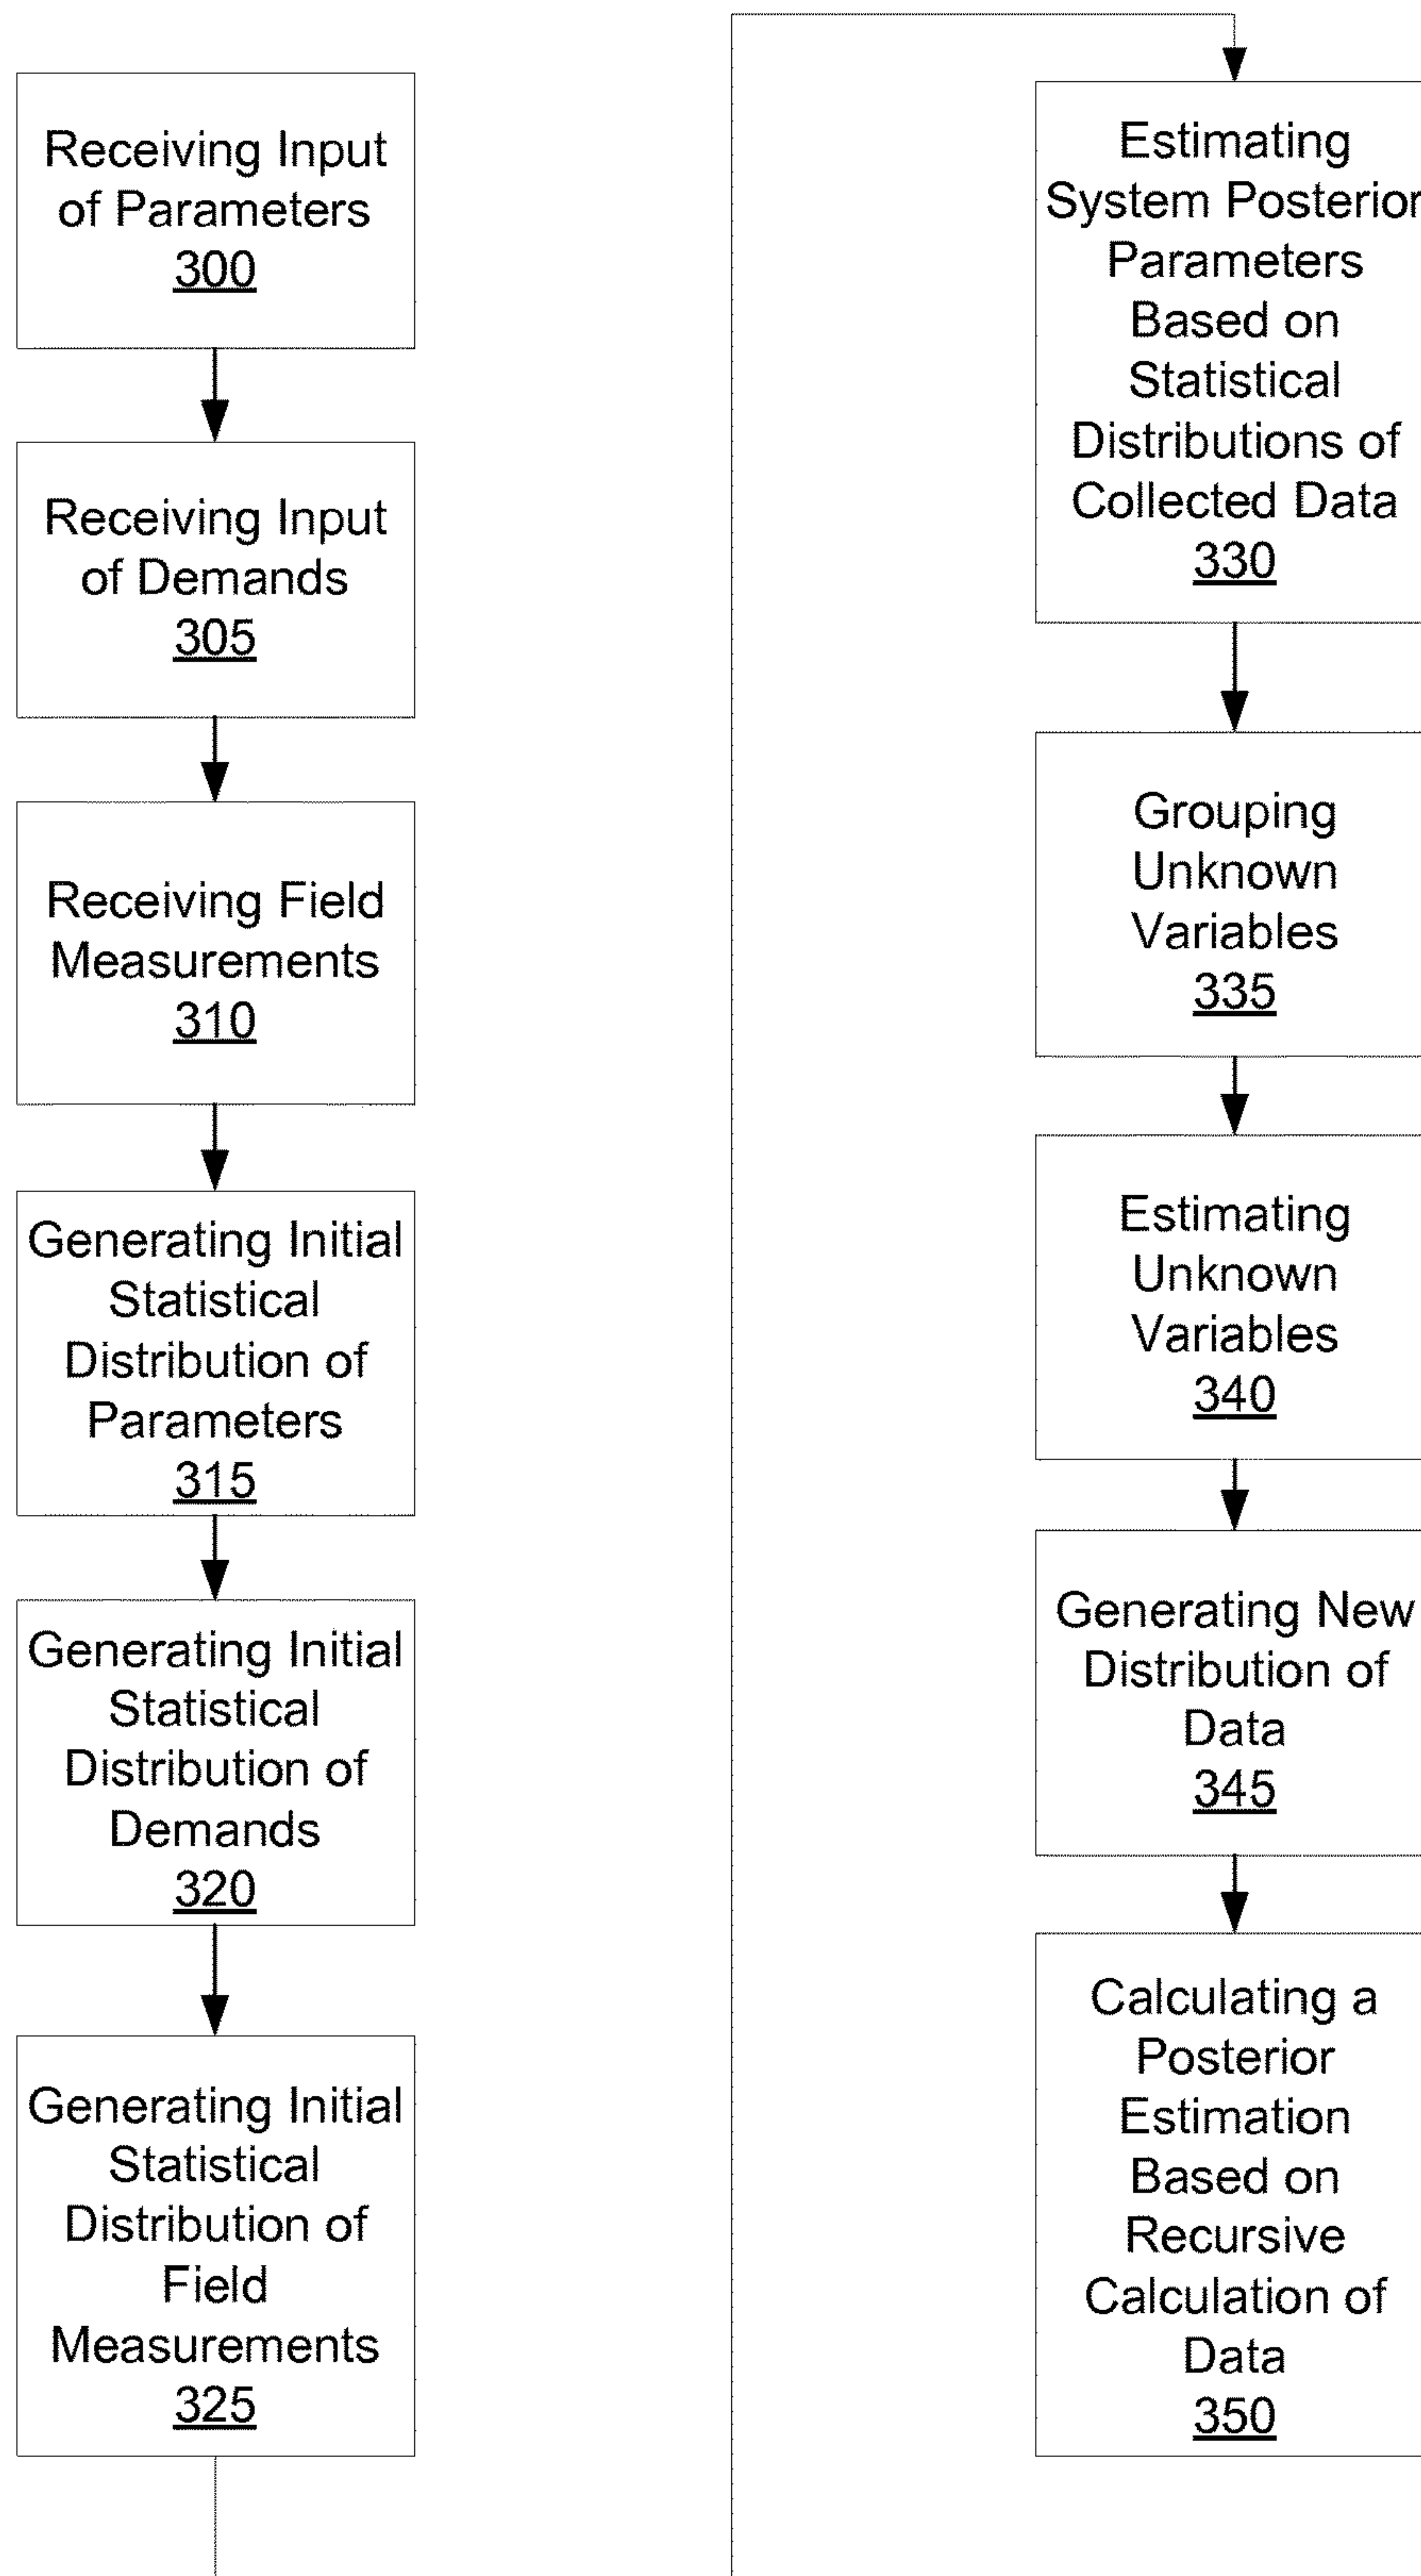 Receiving Input
of Parameters
300
Receiving Input
of Demands
305
Receiving Field
Measurements
310
Generating Initial
Statistical
Distribution of
Parameters
315
Generating Initial
Statistical
Distribution of
Demands
320
Generating Initial
Statistical
Distribution of
Field
Measurements
325
Estimating
System Posterior
Parameters
Based on
Statistical
Distributions of
Collected Data
330
Grouping
Unknown
Variables
335
Estimating
Unknown
Variables
340
Generating New
Distribution of
Data
345
Calculating a
Posterior
Estimation
Based on
Recursive
Calculation of
Data
350